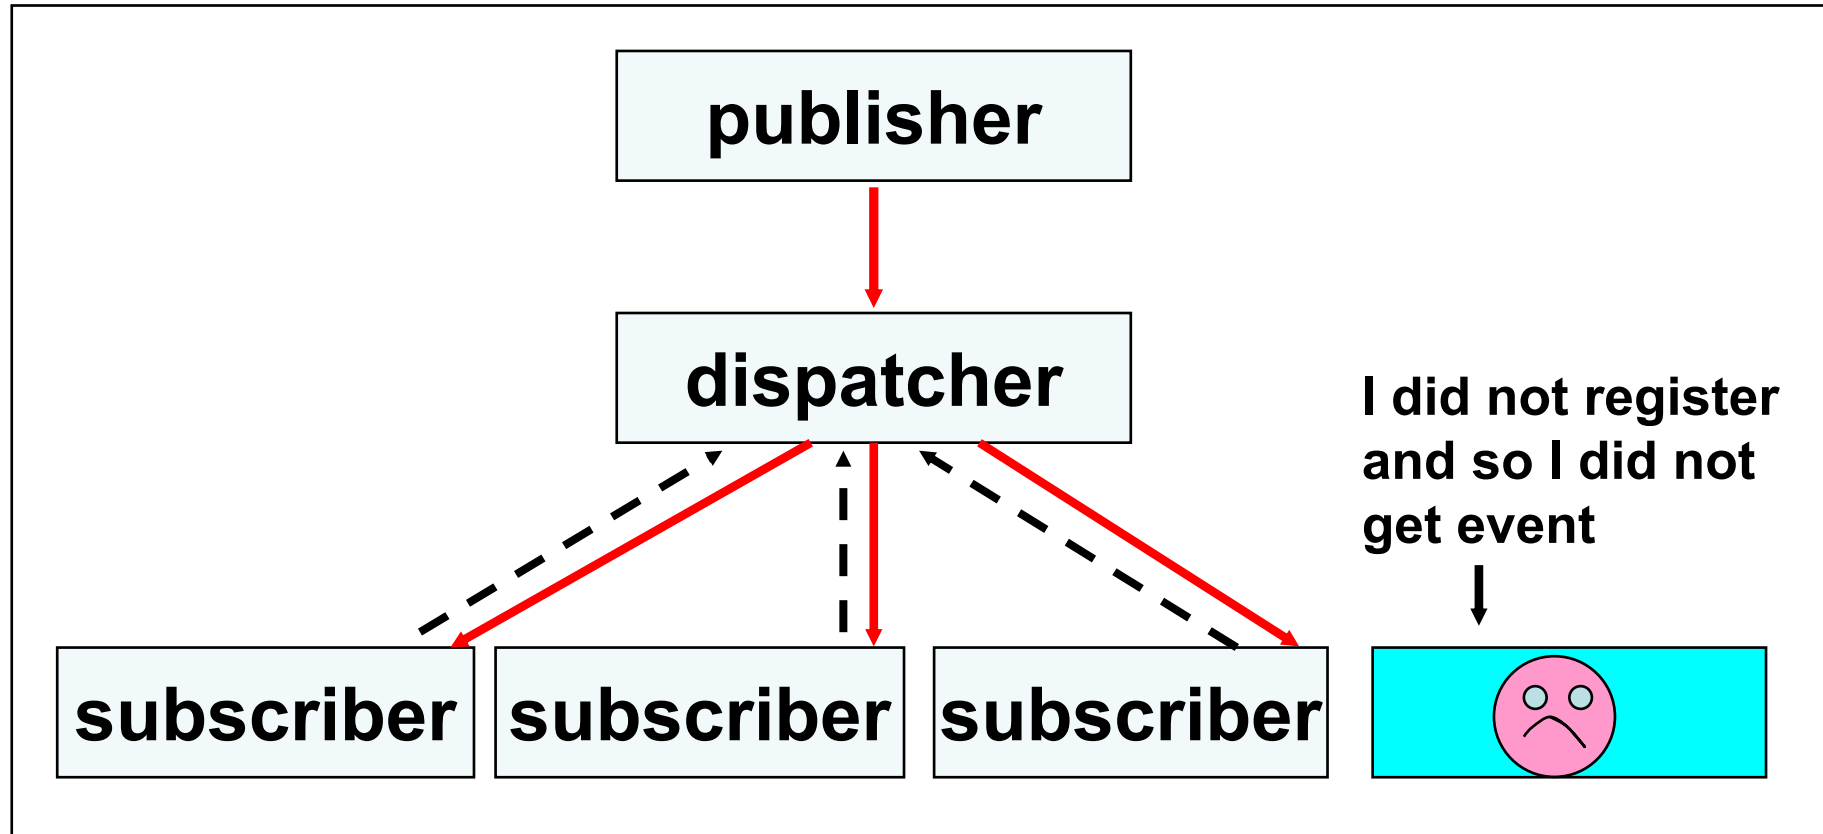 publisher
dispatcher
I did not register
and so I did not
get event
subscriber
subscriber
subscriber